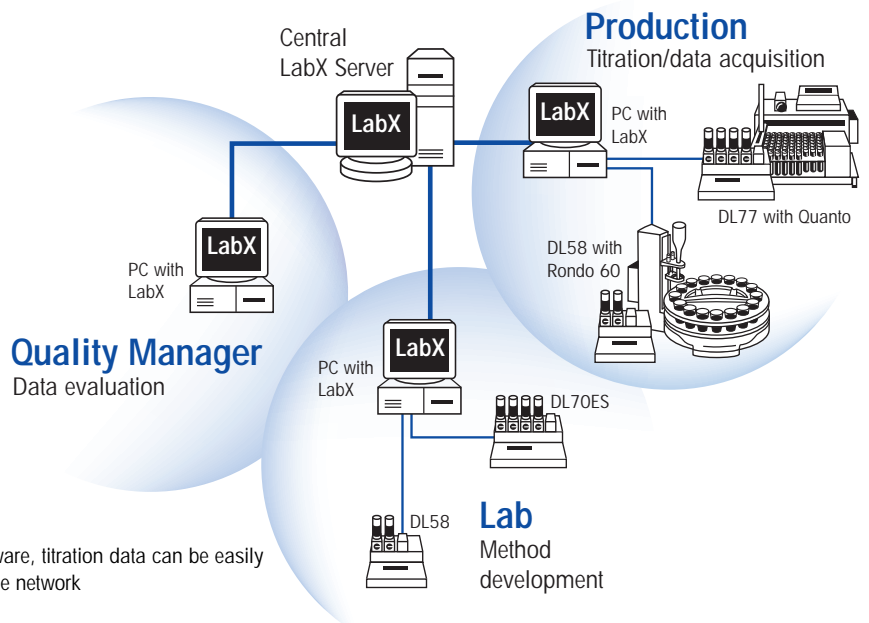 Central
LabX Server
LabX
Production
Titration/data acquisition
LabX
PC with
LabX
DL77 with Quanto
DL58 with
Rondo 60
LabX
PC with
LabX
Quality Manager
Data evaluation
LabX
PC with
LabX
DL70ES
DL58
Lab
Method
development
ware, titration data can be easily
e network